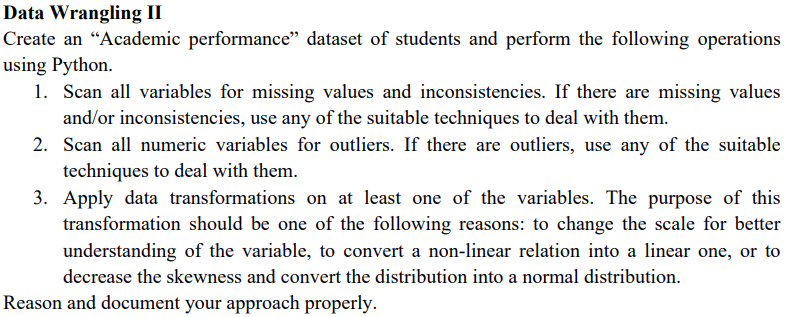 Data Wrangling II
Create an “Academic performance” dataset of students and perform the following operations
using Python.
1. Scan all variables for missing values and inconsistencies. If there are missing values
and/or inconsistencies, use any of the suitable techniques to deal with them.
2. Scan all numeric variables for outliers. If there are outliers, use any of the suitable
techniques to deal with them.
3. Apply data transformations on at least one of the variables. The purpose of this
transformation should be one of the following reasons: to change the scale for better
understanding of the variable, to convert a non-linear relation into a linear one, or to
decrease the skewness and convert the distribution into a normal distribution.
Reason and document your approach properly.